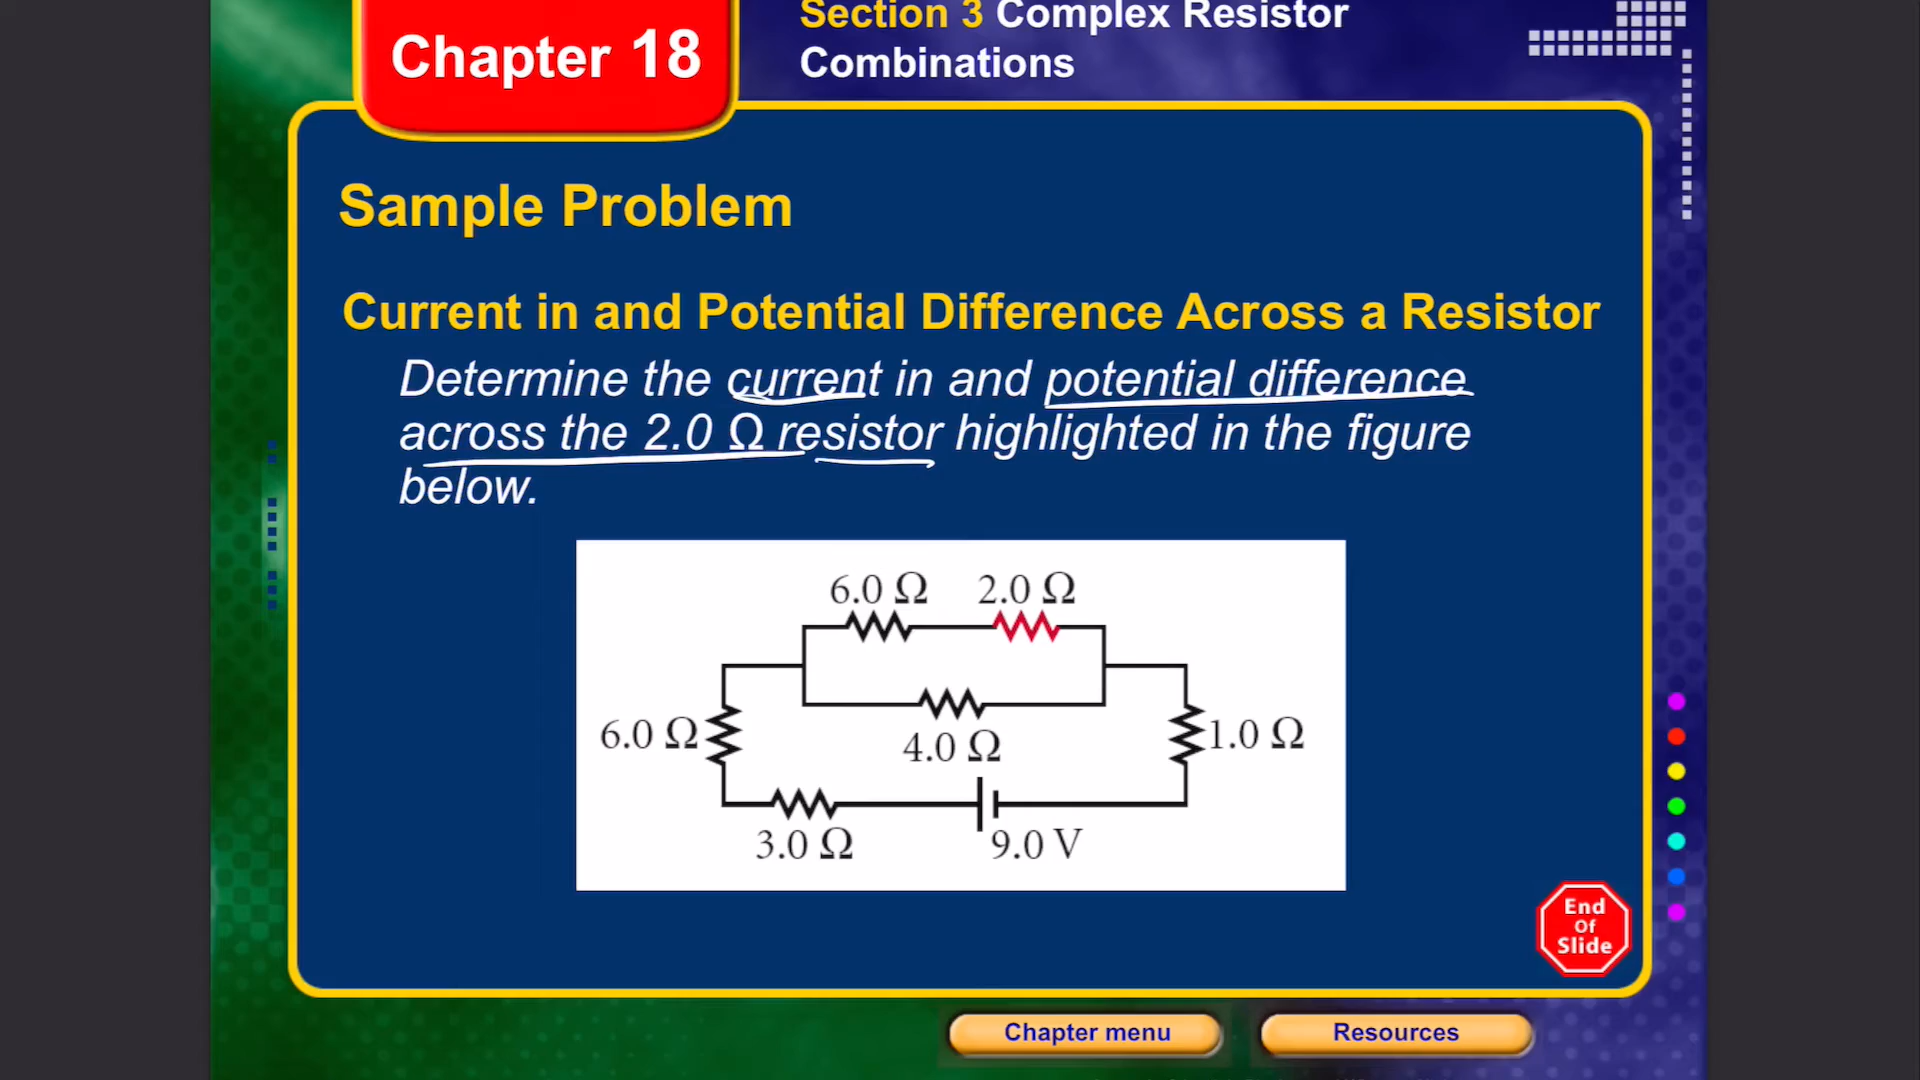 Chapter 18
Section 3 Complex Resistor
Combinations
Sample Problem
Current in and Potential Difference Across a Resistor
Determine the current in and potential difference
across the 2.0 Ω resistor highlighted in the figure
below.
6.0 Ω 2.0 Ω
6.0 Ω
4.0 Ω
1.0 Ω
3.0 Ω
9.0 V
End
Of
Slide
Chapter menu
Resources